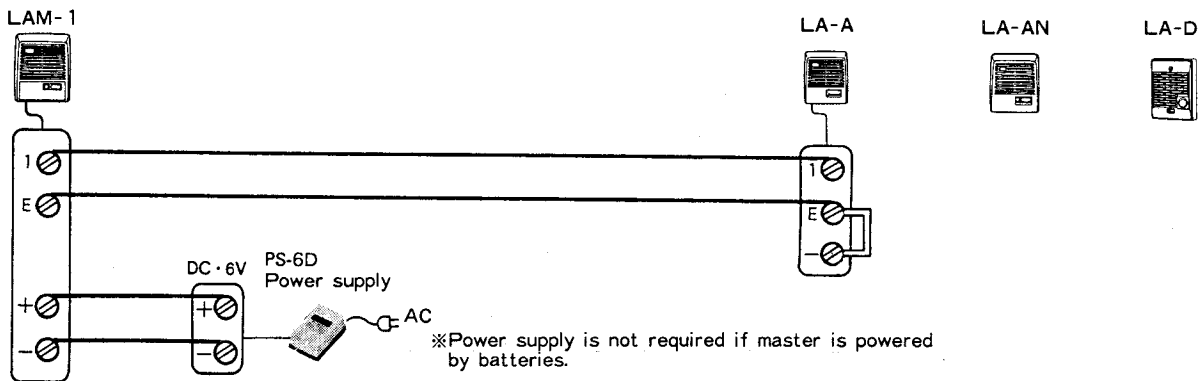 LAM-1
LA-A
LA-AN
LA-D
1
E
+
-
1
E
-
DC・6V
PS-6D
Power supply
+
-
AC
※Power supply is not required if master is powered
by batteries.